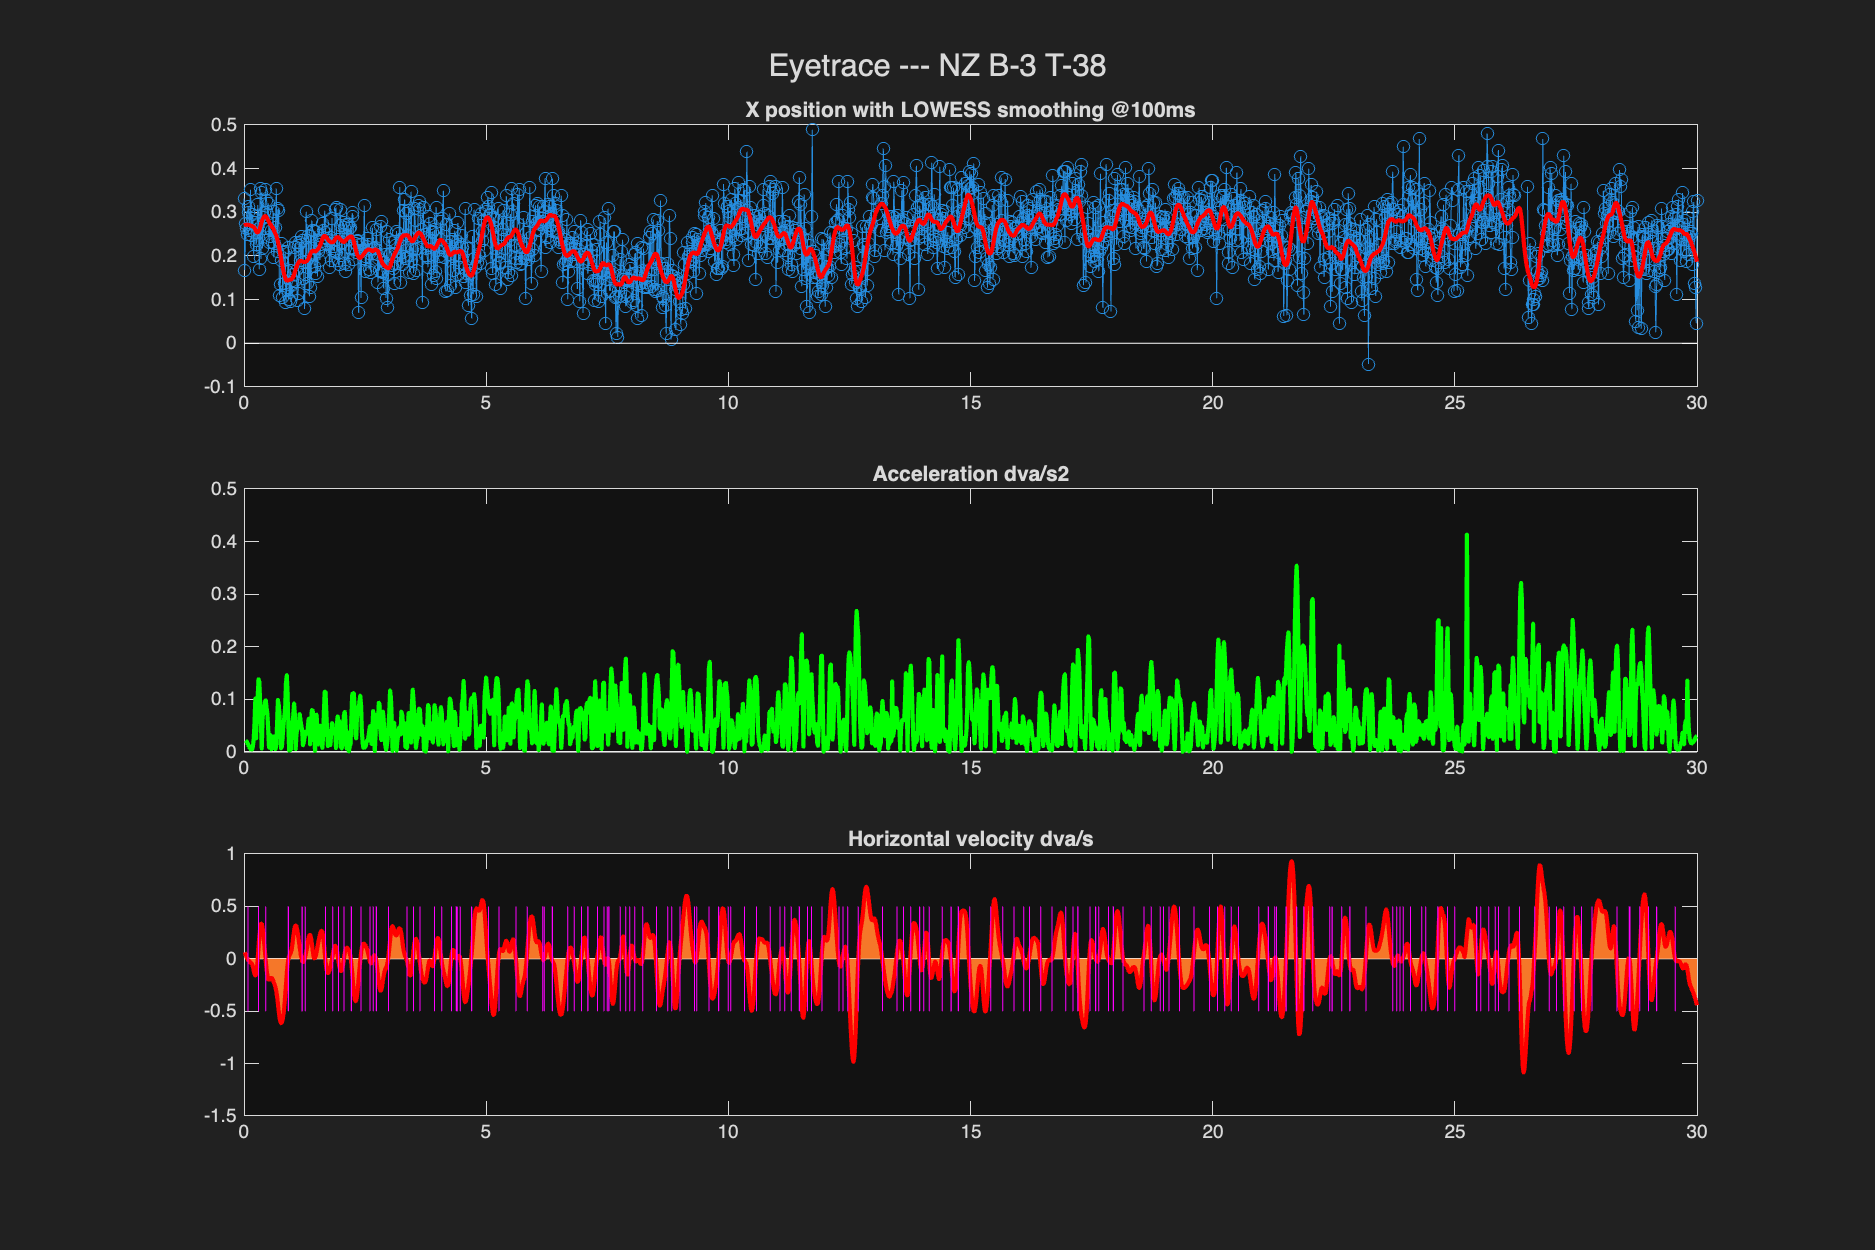 Eyetrace --- NZ B-3 T-38
X position with LOWESS smoothing @100ms
0.5
0.4
0.3
0.2
0.1
0
-0.1
0 5 10 15 20 25 30
Acceleration dva/s2
0.5
0.4
0.3
0.2
0.1
0
0 5 10 15 20 25 30
Horizontal velocity dva/s
1
0.5
0
-0.5
-1
-1.5
0 5 10 15 20 25 30